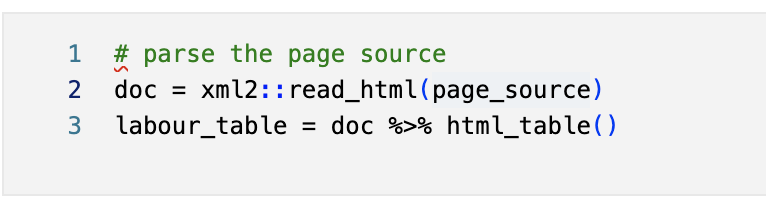 1 # parse the page source
2 doc = xml2::read_html(page_source)
3 labour_table = doc %>% html_table()